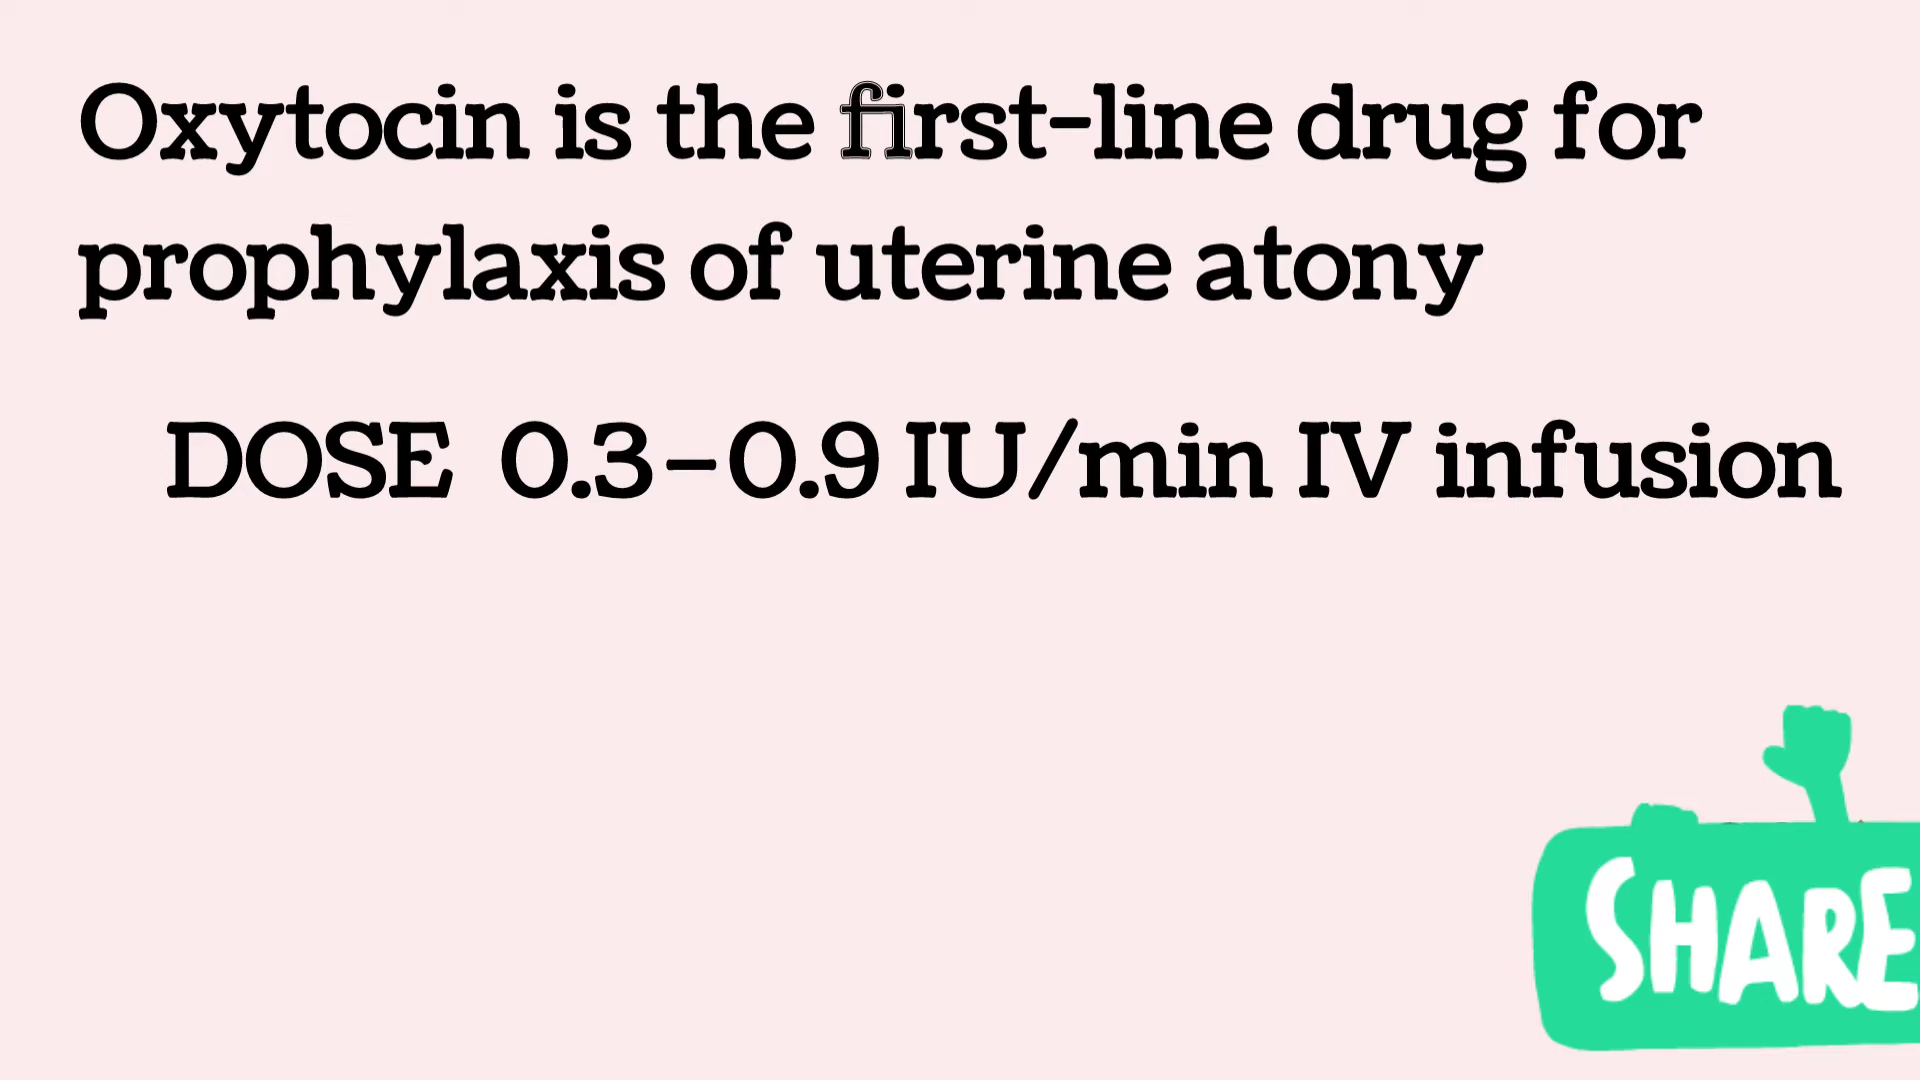 Oxytocin is the first-line drug for
prophylaxis of uterine atony
DOSE 0.3–0.9 IU/min IV infusion
SHARE